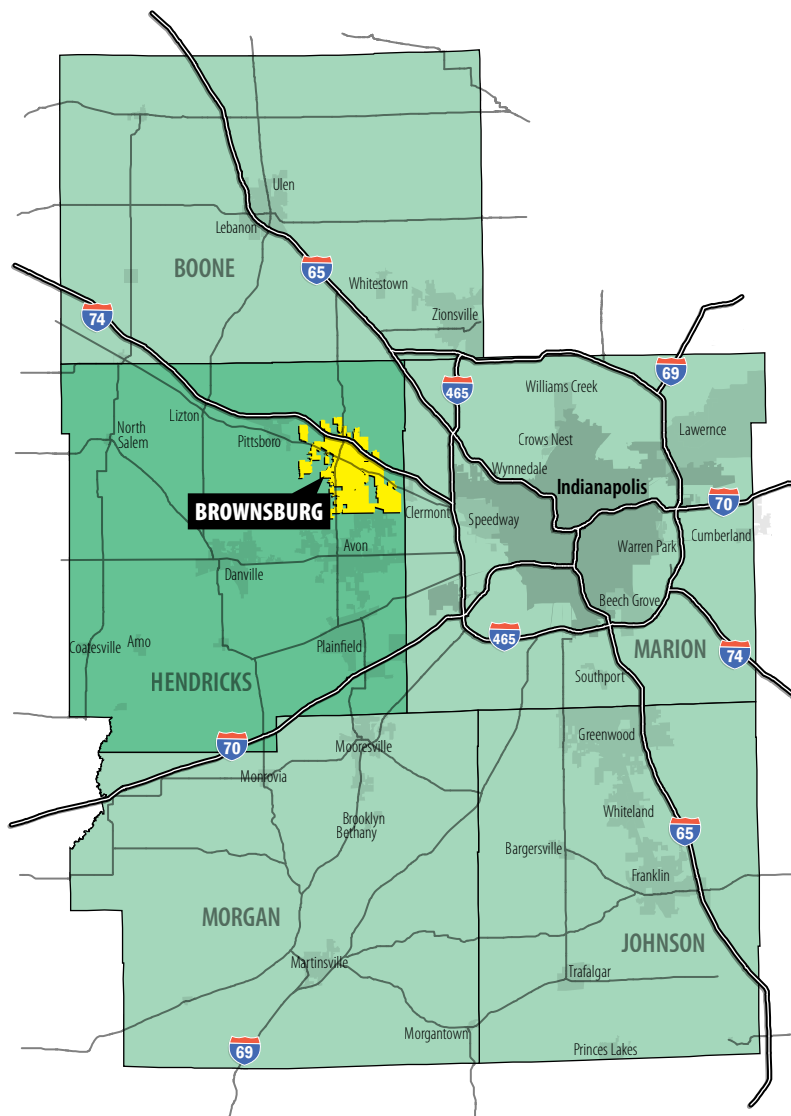 Ulen
Lebanon
BOONE
65
Whitestown
74
Zionsville
69
465
Williams Creek
Lizton
North
Salem
Pittsboro
Crows Nest
Lawernce
Wynnedale
Indianapolis
BROWNSBURG
Clermont
Speedway
70
Cumberland
Avon
Warren Park
Danville
Beech Grove
Coatesville
Amo
Plainfield
465
MARION
74
HENDRICKS
Southport
70
Mooresville
Greenwood
Monrovia
Brooklyn
Bethany
Whiteland
65
Bargersville
Franklin
MORGAN
JOHNSON
Martinsville
Trafalgar
Morgantown
69
Princes Lakes